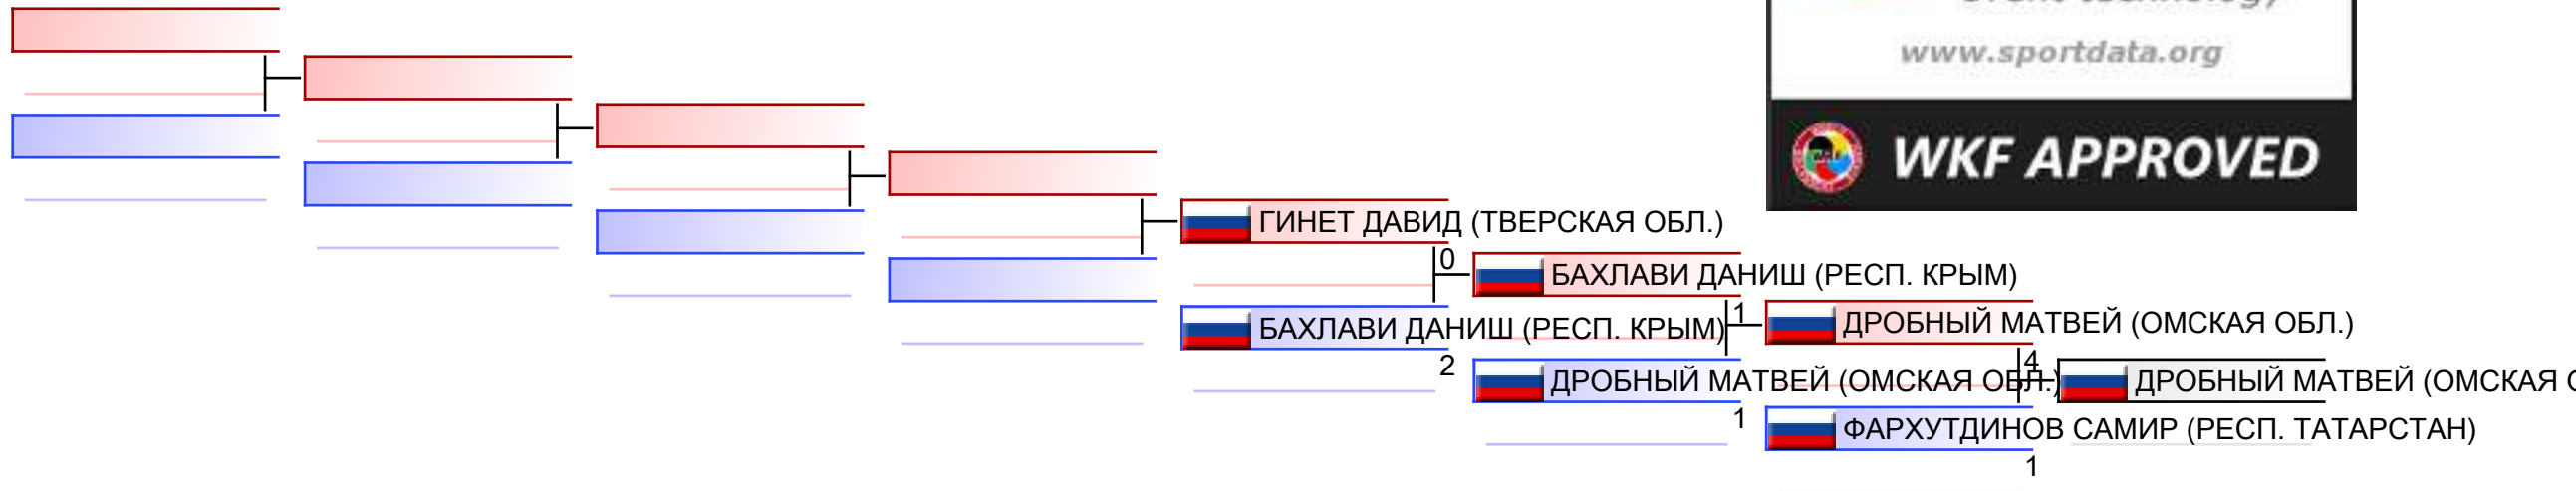 www.sportdata.org
WKF APPROVED
ГИНЕТ ДАВИД (ТВЕРСКАЯ ОБЛ.)
0
БАХЛАВИ ДАНИШ (РЕСП. КРЫМ)
БАХЛАВИ ДАНИШ (РЕСП. КРЫМ)
1
ДРОБНЫЙ МАТВЕЙ (ОМСКАЯ ОБЛ.)
2
ДРОБНЫЙ МАТВЕЙ (ОМСКАЯ ОБЛ.)
4
ДРОБНЫЙ МАТВЕЙ (ОМСКАЯ
1
ФАРХУТДИНОВ САМИР (РЕСП. ТАТАРСТАН)
1